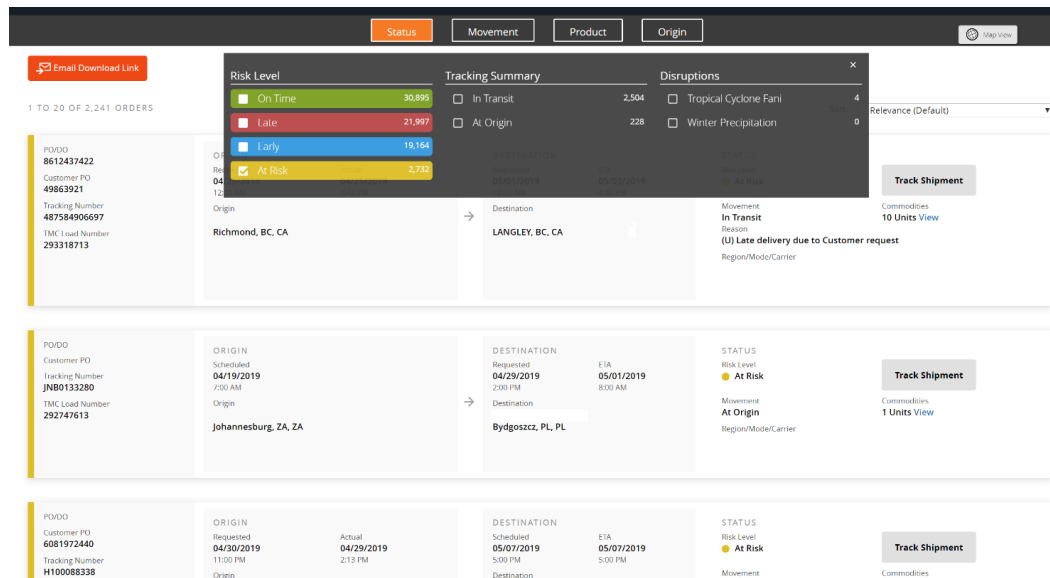 Status Movement Product Origin
Map View
Email Download Link
1 TO 20 OF 2,241 ORDERS
×
Risk Level
On Time 30,895
Late 21,997
Early 19,164
At Risk 2,732
Tracking Summary
In Transit 2,504
At Origin 228
Disruptions
Tropical Cyclone Fani 4
Winter Precipitation 0
Relevance (Default)
PO/DO
8612437422
Customer PO
49863921
Tracking Number
487584906697
TMC Load Number
293318713
Origin
Richmond, BC, CA
Destination
LANGLEY, BC, CA
At Risk
Movement
In Transit
Reason
(U) Late delivery due to Customer request
Region/Mode/Carrier
Track Shipment
Commodities
10 Units View
PO/DO
Customer PO
Tracking Number
JNB0133280
TMC Load Number
292747613
ORIGIN
Scheduled
04/19/2019
7:00 AM
Origin
Johannesburg, ZA, ZA
DESTINATION
Requested ETA
04/29/2019 05/01/2019
2:00 PM 8:00 AM
Destination
Bydgoszcz, PL, PL
STATUS
Risk Level
At Risk
Movement
At Origin
Region/Mode/Carrier
Track Shipment
Commodities
1 Units View
PO/DO
Customer PO
6081972440
Tracking Number
H100088338
ORIGIN
Requested Actual
04/30/2019 04/29/2019
11:00 PM 2:13 PM
Origin
DESTINATION
Scheduled ETA
05/07/2019 05/07/2019
5:00 PM 5:00 PM
Destination
STATUS
Risk Level
At Risk
Movement
Track Shipment
Commodities